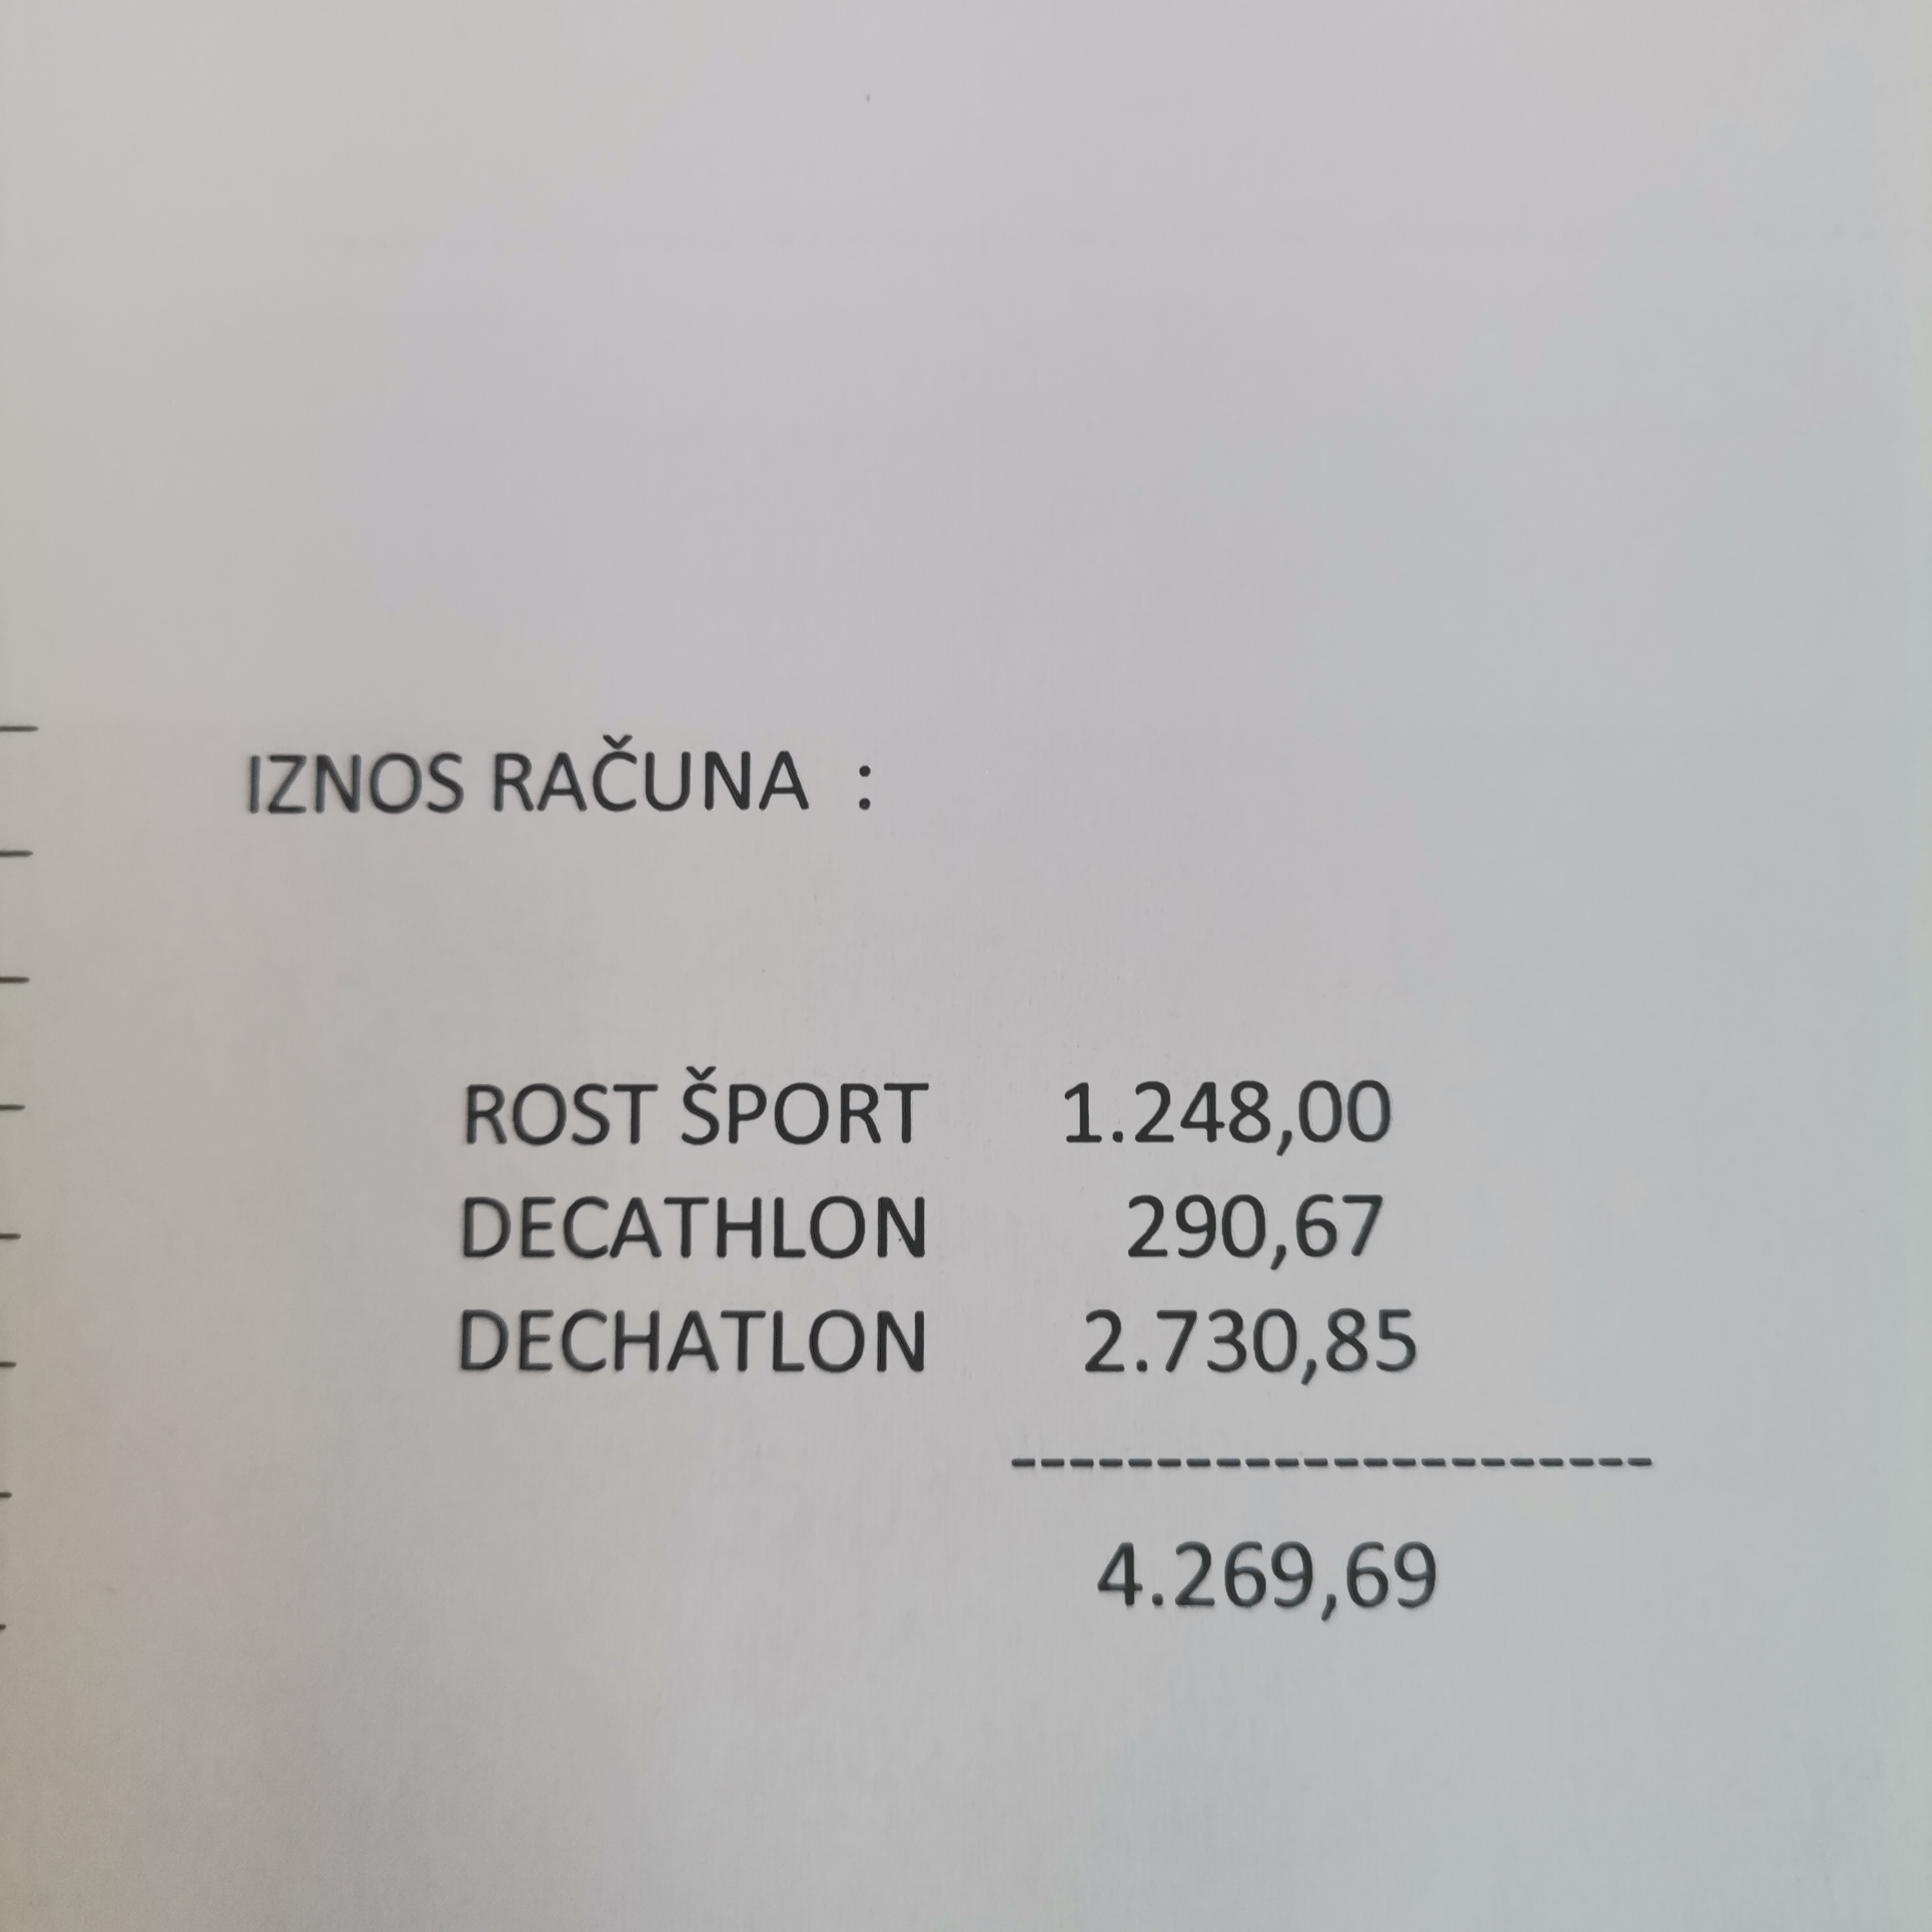 IZNOS RAČUNA :
ROST ŠPORT 1.248,00
DECATHLON 290,67
DECHATLON 2.730,85
----------------------
4.269,69